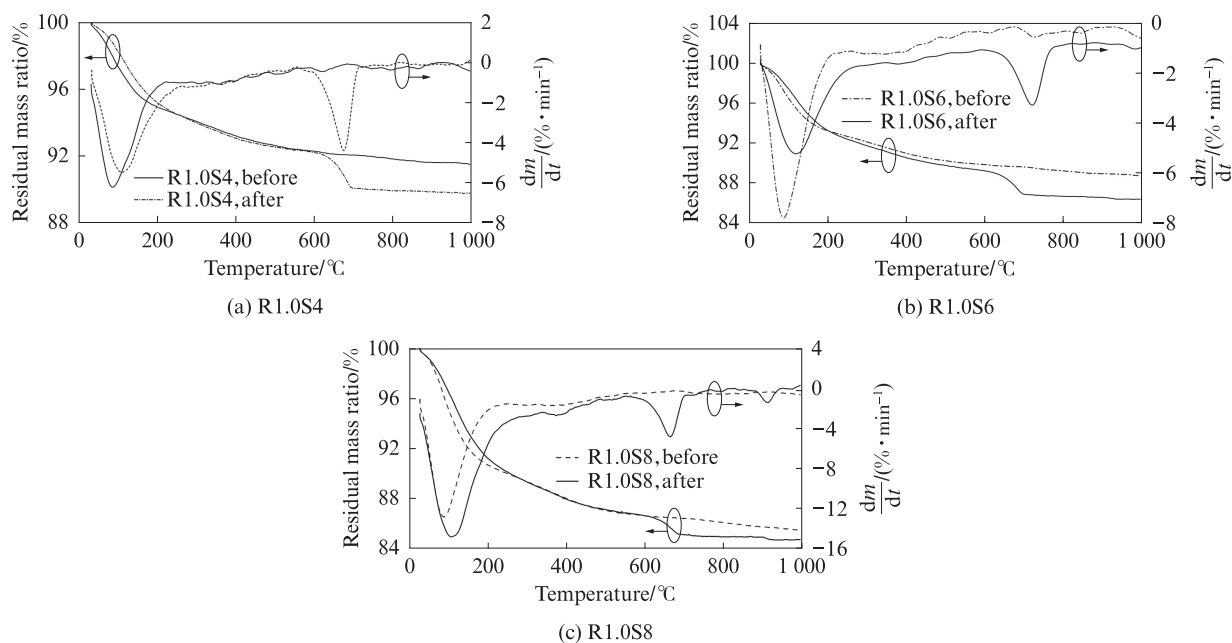 100
98
96
92
88
Residual mass ratio/%
2
0
−2
−4
−6
−8
dm/dt/(%·min⁻¹)
R1.0S4, before
R1.0S4, after
0 200 400 600 800 1 000
Temperature/℃
(a) R1.0S4
104
100
96
92
88
84
Residual mass ratio/%
0
−2
−4
−6
−8
dm/dt/(%·min⁻¹)
R1.0S6, before
R1.0S6, after
0 200 400 600 800 1 000
Temperature/℃
(b) R1.0S6
100
96
92
88
84
Residual mass ratio/%
4
0
−4
−8
−12
−16
dm/dt/(%·min⁻¹)
R1.0S8, before
R1.0S8, after
0 200 400 600 800 1 000
Temperature/℃
(c) R1.0S8